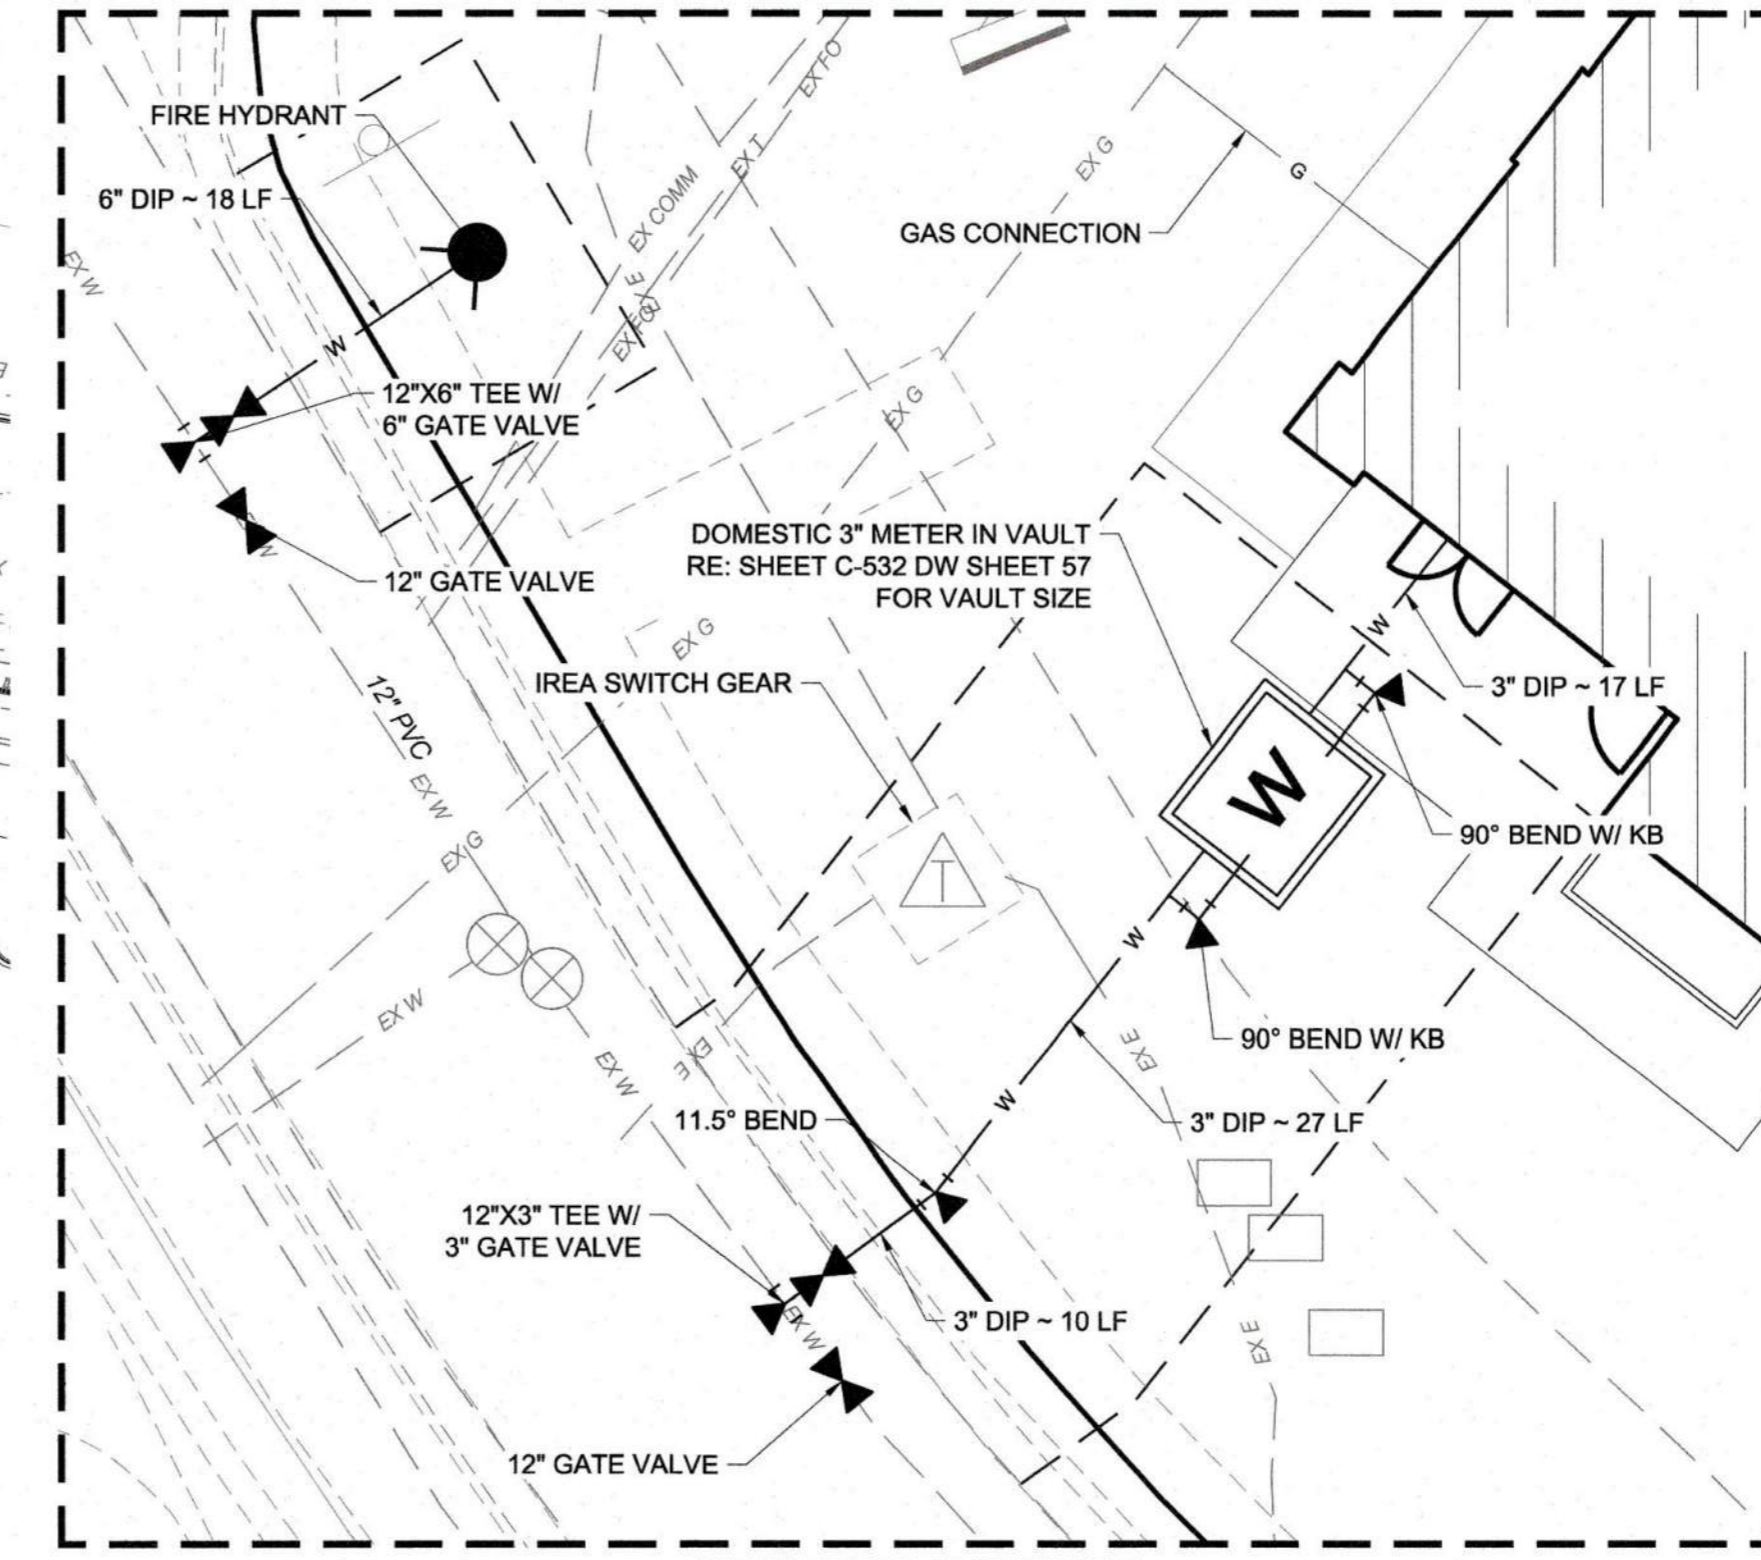 FIRE HYDRANT
6" DIP ~ 18 LF
EX W
W
12"X6" TEE W/
6" GATE VALVE
12" GATE VALVE
EX FO
EX T
EX COMM
EX E
EX FO
EX G
G
GAS CONNECTION
EX G
DOMESTIC 3" METER IN VAULT
RE: SHEET C-532 DW SHEET 57
FOR VAULT SIZE
W
3" DIP ~ 17 LF
EX G
IREA SWITCH GEAR
12" PVC
EX W
EX G
W
T
90° BEND W/ KB
W
EX W
90° BEND W/ KB
EX E
EX E
EX W
W
11.5° BEND
3" DIP ~ 27 LF
12"X3" TEE W/
3" GATE VALVE
EX W
3" DIP ~ 10 LF
EX E
12" GATE VALVE